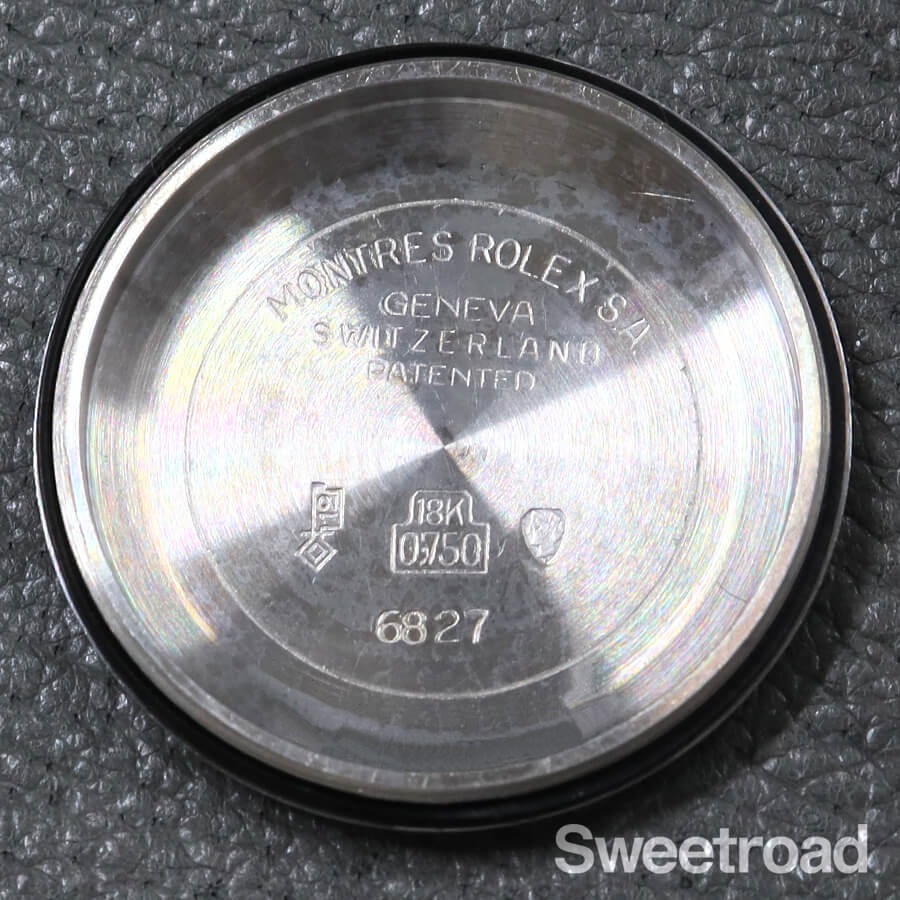 MONTRES ROLEX S.A
GENEVA
SWITZERLAND
PATENTED
18K
0,750
6827
Sweetroad